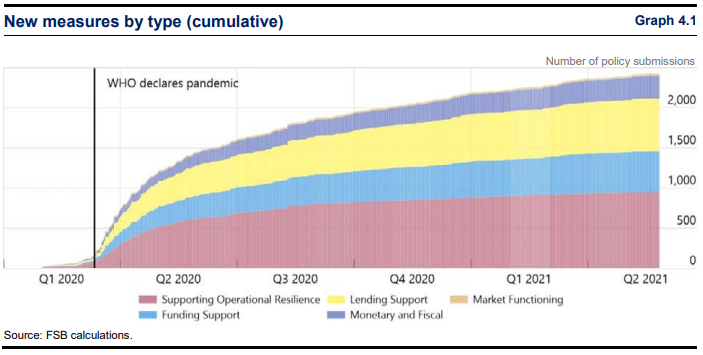 New measures by type (cumulative)
Graph 4.1
Number of policy submissions
WHO declares pandemic
2,000
1,500
1,000
500
0
Q1 2020
Q2 2020
Q3 2020
Q4 2020
Q1 2021
Q2 2021
Supporting Operational Resilience
Lending Support
Market Functioning
Funding Support
Monetary and Fiscal
Source: FSB calculations.